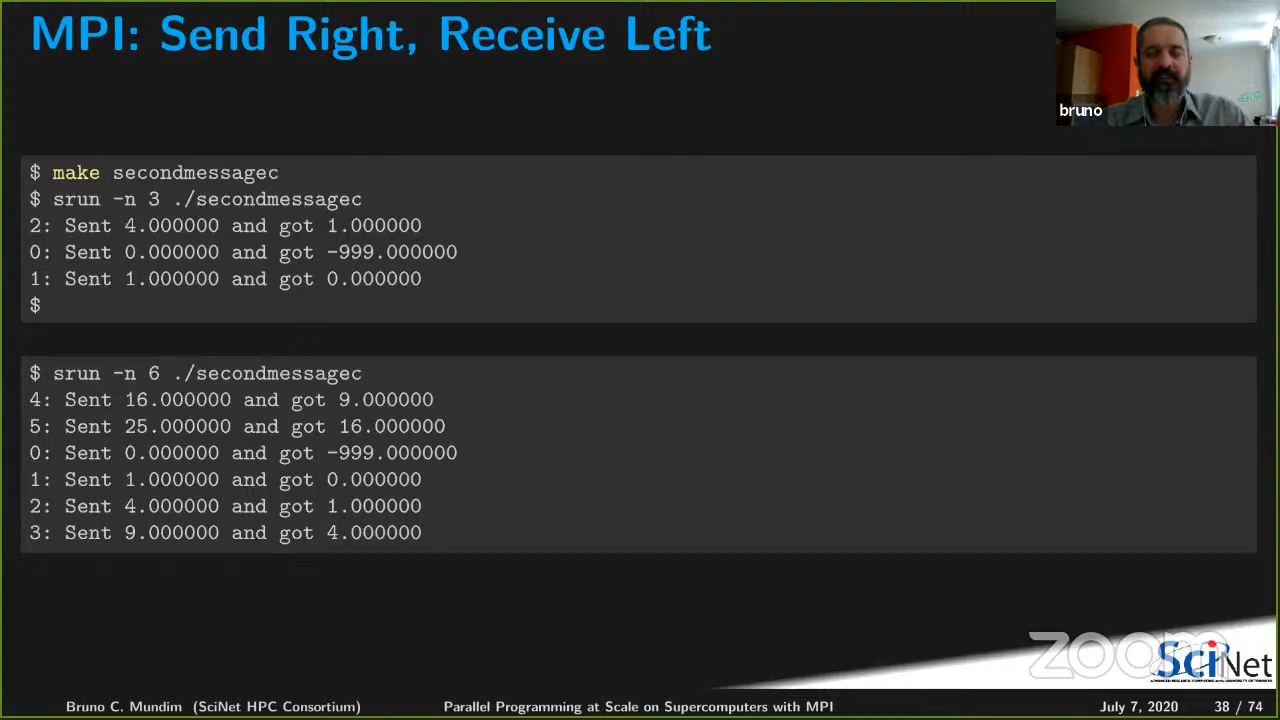 MPI: Send Right, Receive Left
bruno
$ make secondmessagec
$ srun -n 3 ./secondmessagec
2: Sent 4.000000 and got 1.000000
0: Sent 0.000000 and got -999.000000
1: Sent 1.000000 and got 0.000000
$
$ srun -n 6 ./secondmessagec
4: Sent 16.000000 and got 9.000000
5: Sent 25.000000 and got 16.000000
0: Sent 0.000000 and got -999.000000
1: Sent 1.000000 and got 0.000000
2: Sent 4.000000 and got 1.000000
3: Sent 9.000000 and got 4.000000
zoom
SciNet
Bruno C. Mundim (SciNet HPC Consortium) Parallel Programming at Scale on Supercomputers with MPI July 7, 2020 38 / 74